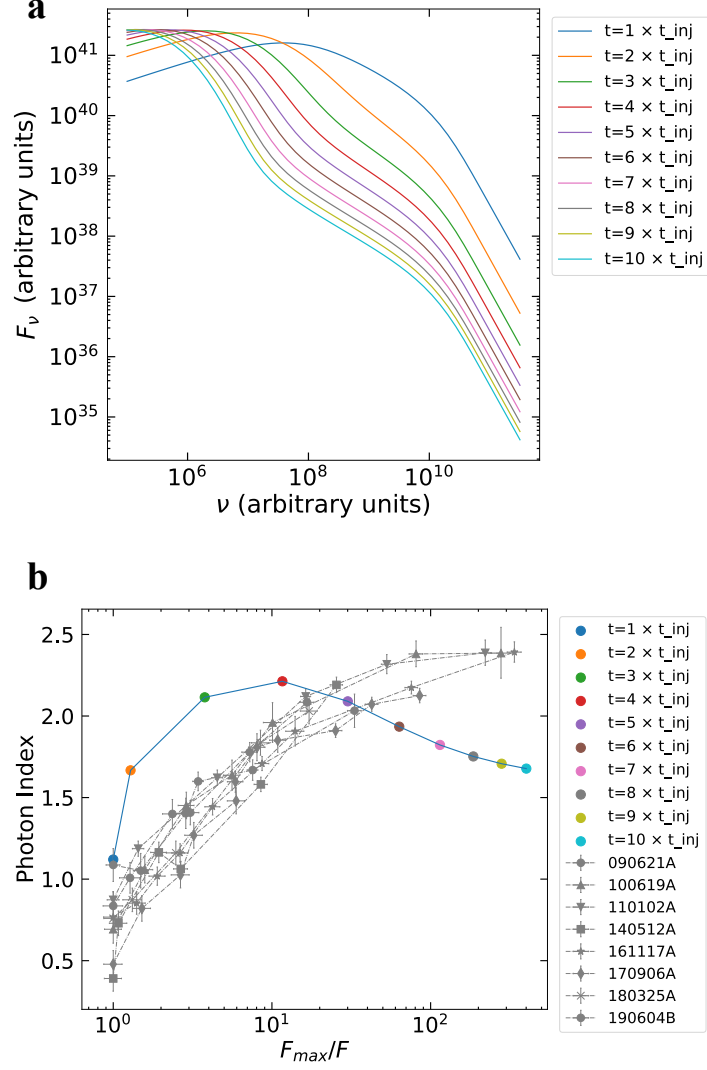 a
10^41
10^40
10^39
10^38
10^37
10^36
10^35
F_ν (arbitrary units)
10^6
10^8
10^10
ν (arbitrary units)
t=1 × t_inj
t=2 × t_inj
t=3 × t_inj
t=4 × t_inj
t=5 × t_inj
t=6 × t_inj
t=7 × t_inj
t=8 × t_inj
t=9 × t_inj
t=10 × t_inj
b
2.5
2.0
1.5
1.0
0.5
Photon Index
10^0
10^1
10^2
F_max/F
t=1 × t_inj
t=2 × t_inj
t=3 × t_inj
t=4 × t_inj
t=5 × t_inj
t=6 × t_inj
t=7 × t_inj
t=8 × t_inj
t=9 × t_inj
t=10 × t_inj
090621A
100619A
110102A
140512A
161117A
170906A
180325A
190604B